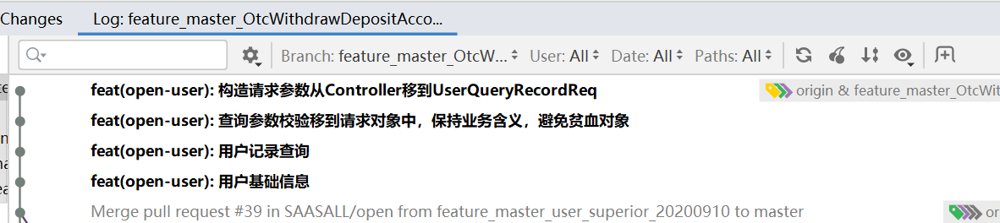 Changes
Log: feature_master_OtcWithdrawDepositAcco...
Branch: feature_master_OtcW... User: All Date: All Paths: All
feat(open-user): 构造请求参数从Controller移到UserQueryRecordReq
origin & feature_master_OtcWit
feat(open-user): 查询参数校验移到请求对象中，保持业务含义，避免贫血对象
feat(open-user): 用户记录查询
feat(open-user): 用户基础信息
Merge pull request #39 in SAASALL/open from feature_master_user_superior_20200910 to master